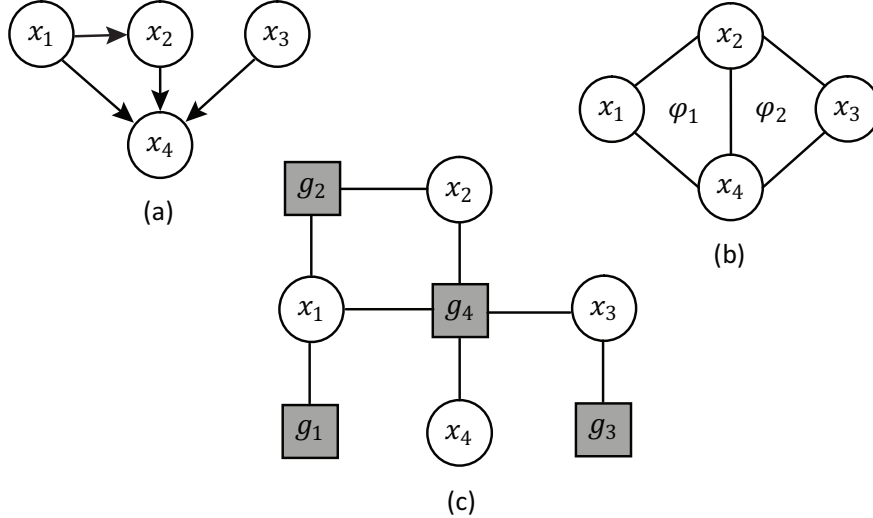 x₁ x₂ x₃
x₄
(a)
x₂
x₁ φ₁ φ₂ x₃
x₄
(b)
g₂ x₂
x₁ g₄ x₃
g₁ x₄ g₃
(c)